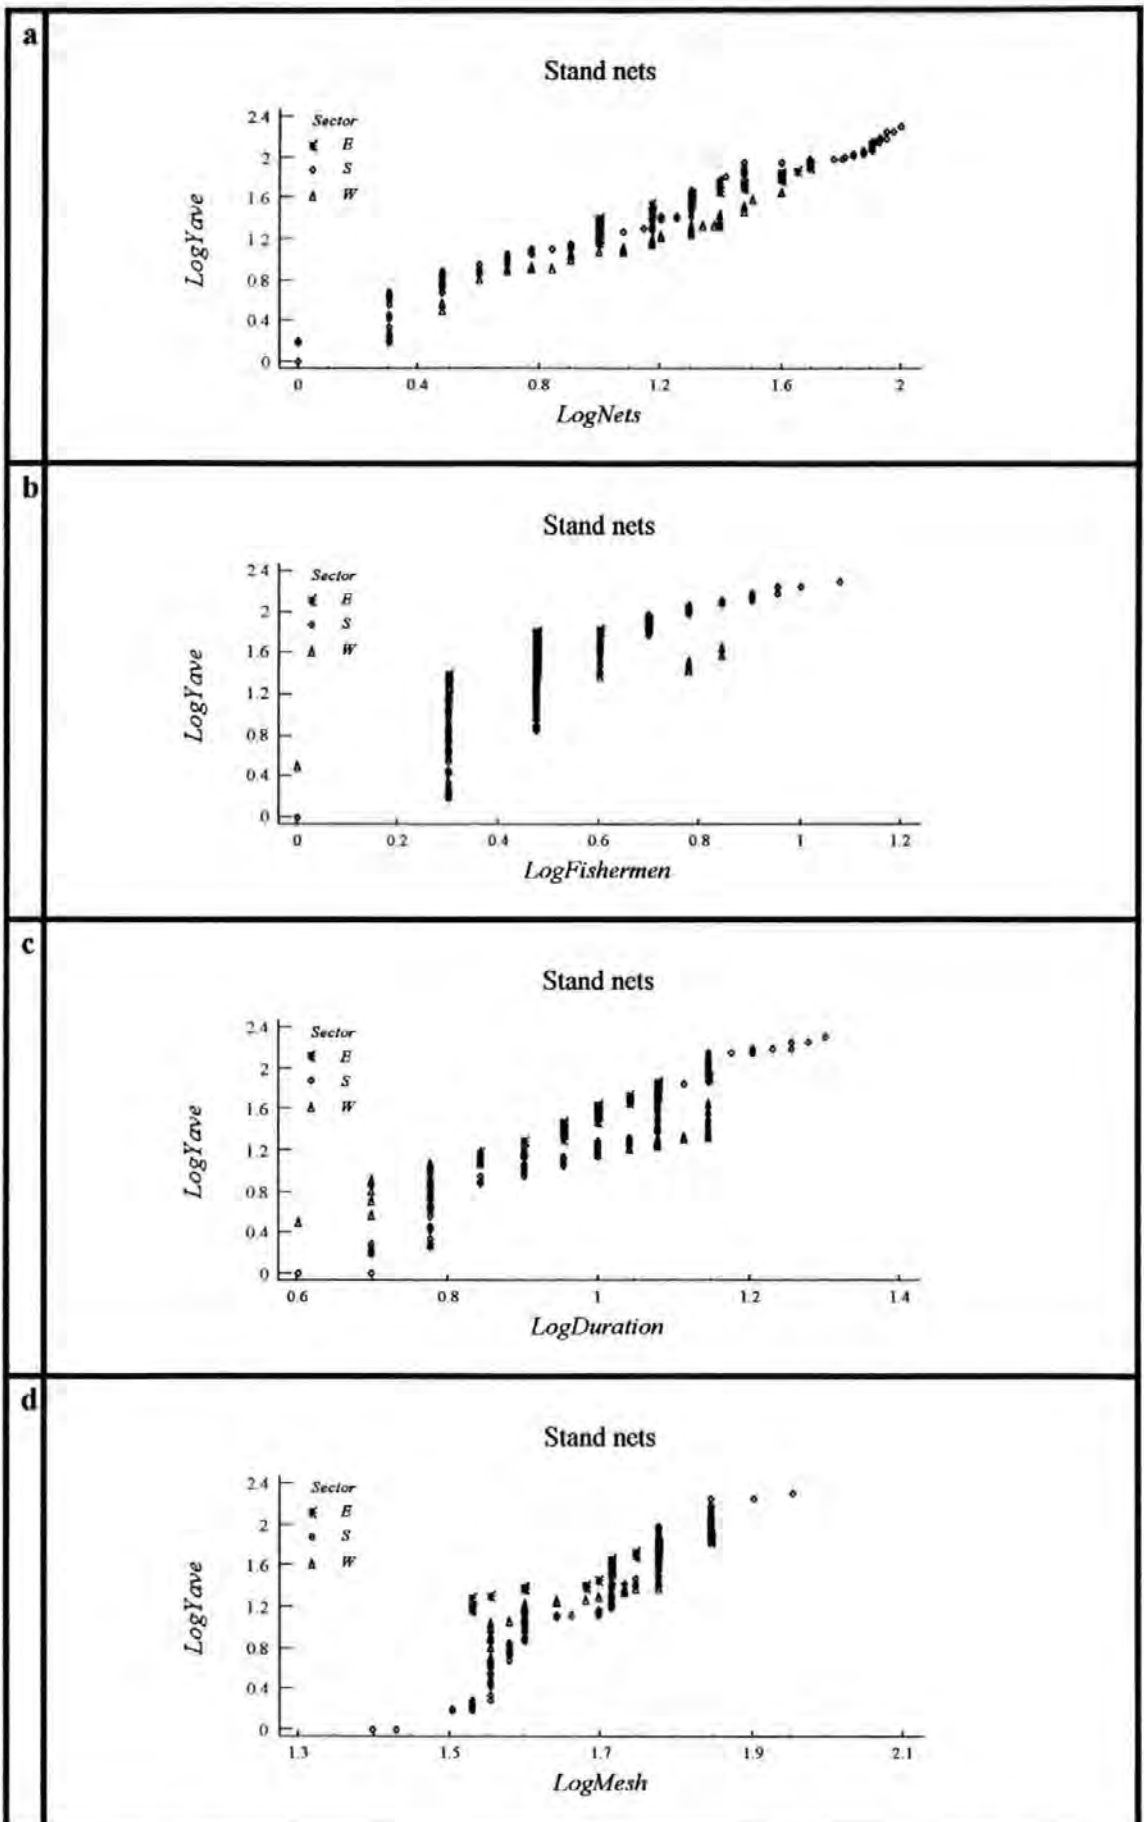 a
Stand nets
2.4
2
1.6
1.2
0.8
0.4
0
LogYave
Sector
E
S
W
0 0.4 0.8 1.2 1.6 2
LogNets
b
Stand nets
2.4
2
1.6
1.2
0.8
0.4
0
LogYave
Sector
E
S
W
0 0.2 0.4 0.6 0.8 1 1.2
LogFishermen
c
Stand nets
2.4
2
1.6
1.2
0.8
0.4
0
LogYave
Sector
E
S
W
0.6 0.8 1 1.2 1.4
LogDuration
d
Stand nets
2.4
2
1.6
1.2
0.8
0.4
0
LogYave
Sector
E
S
W
1.3 1.5 1.7 1.9 2.1
LogMesh